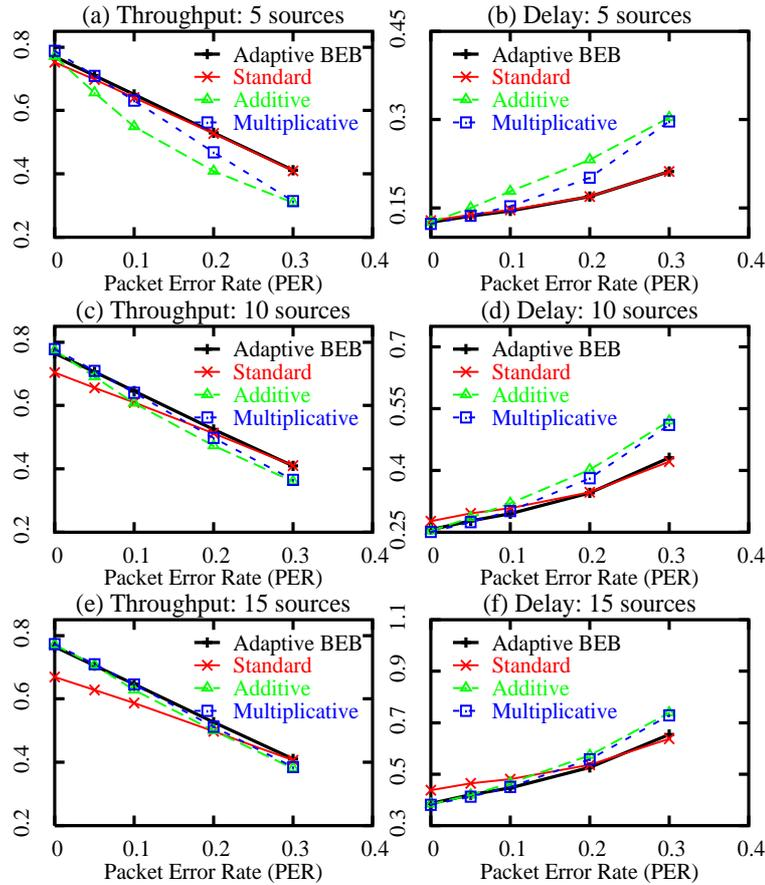 (a) Throughput: 5 sources
0.8
0.6
0.4
0.2
Adaptive BEB
Standard
Additive
Multiplicative
0 0.1 0.2 0.3 0.4
Packet Error Rate (PER)
(b) Delay: 5 sources
0.45
0.3
0.15
Adaptive BEB
Standard
Additive
Multiplicative
0 0.1 0.2 0.3 0.4
Packet Error Rate (PER)
(c) Throughput: 10 sources
0.8
0.6
0.4
0.2
Adaptive BEB
Standard
Additive
Multiplicative
0 0.1 0.2 0.3 0.4
Packet Error Rate (PER)
(d) Delay: 10 sources
0.7
0.55
0.4
0.25
Adaptive BEB
Standard
Additive
Multiplicative
0 0.1 0.2 0.3 0.4
Packet Error Rate (PER)
(e) Throughput: 15 sources
0.8
0.6
0.4
0.2
Adaptive BEB
Standard
Additive
Multiplicative
0 0.1 0.2 0.3 0.4
Packet Error Rate (PER)
(f) Delay: 15 sources
1.1
0.9
0.7
0.5
0.3
Adaptive BEB
Standard
Additive
Multiplicative
0 0.1 0.2 0.3 0.4
Packet Error Rate (PER)